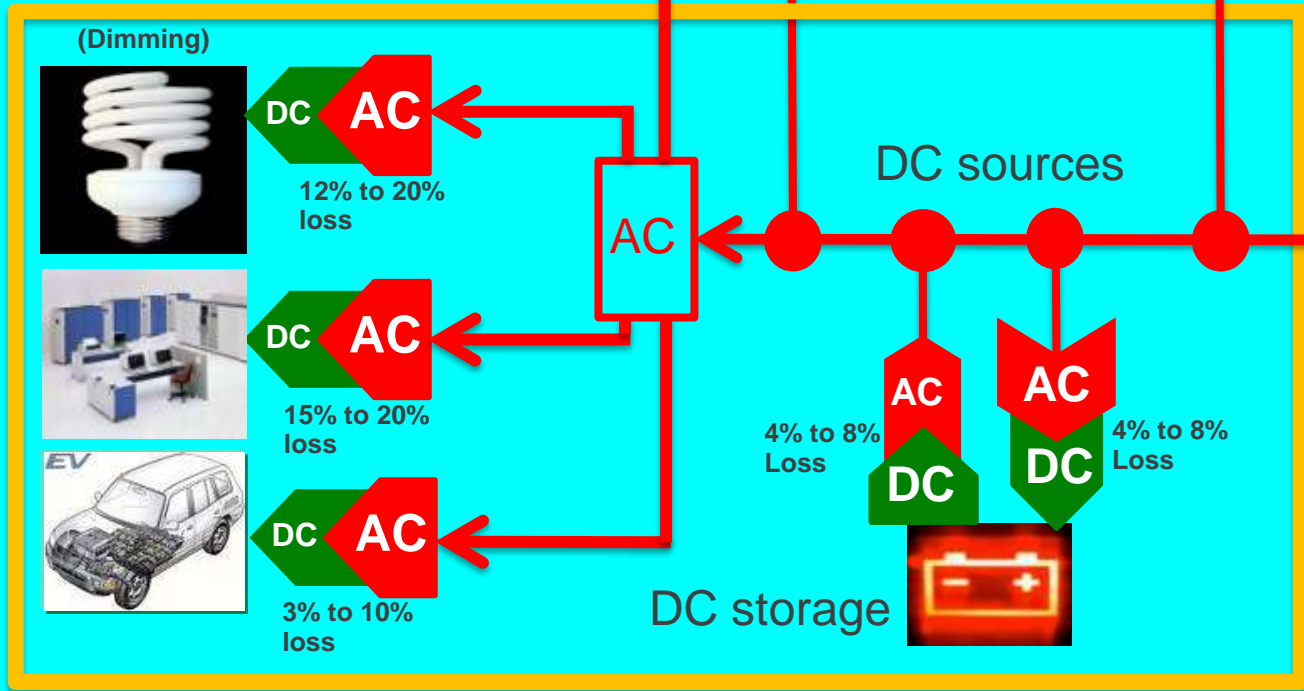 (Dimming)
DC AC
12% to 20%
loss
DC sources
AC
DC AC
15% to 20%
loss
AC
DC
4% to 8%
Loss
AC
DC
4% to 8%
Loss
EV
DC AC
3% to 10%
loss
DC storage
- +